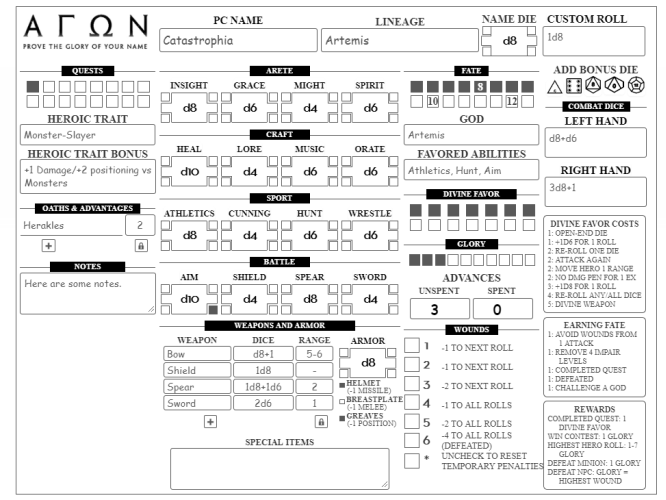 ΑΓΩΝ
PROVE THE GLORY OF YOUR NAME
PC NAME
LINEAGE
NAME DIE
CUSTOM ROLL
Catastrophia
Artemis
d8
1d8
QUESTS
HEROIC TRAIT
Monster-Slayer
HEROIC TRAIT BONUS
+1 Damage/+2 positioning vs
Monsters
OATHS & ADVANTAGES
Herakles 2
NOTES
Here are some notes.
ARETE
INSIGHT GRACE MIGHT SPIRIT
d8 d6 d4 d6
CRAFT
HEAL LORE MUSIC ORATE
d10 d4 d6 d6
SPORT
ATHLETICS CUNNING HUNT WRESTLE
d8 d4 d6 d6
BATTLE
AIM SHIELD SPEAR SWORD
d10 d4 d8 d4
WEAPONS AND ARMOR
WEAPON DICE RANGE
Bow d8+1 5-6
Shield 1d8 -
Spear 1d8+1d6 2
Sword 2d6 1
ARMOR
d8
HELMET
(-1 MISSILE)
BREASTPLATE
(-1 MELEE)
GREAVES
(-1 POSITION)
SPECIAL ITEMS
FATE
8
10 12
GOD
Artemis
FAVORED ABILITIES
Athletics, Hunt, Aim
DIVINE FAVOR
GLORY
ADVANCES
UNSPENT SPENT
3 0
WOUNDS
1 -1 TO NEXT ROLL
2 -1 TO NEXT ROLL
3 -2 TO NEXT ROLL
4 -1 TO ALL ROLLS
5 -2 TO ALL ROLLS
6 -4 TO ALL ROLLS
(DEFEATED)
* UNCHECK TO RESET
TEMPORARY PENALTIES
ADD BONUS DIE
COMBAT DICE
LEFT HAND
d8+d6
RIGHT HAND
3d8+1
DIVINE FAVOR COSTS
1: OPEN-END DIE
1: +1D6 FOR 1 ROLL
2: RE-ROLL ONE DIE
2: ATTACK AGAIN
2: MOVE HERO 1 RANGE
2: NO DMG PEN FOR 1 EX
3: +1D8 FOR 1 ROLL
4: RE-ROLL ANY/ALL DICE
5: DIVINE WEAPON
EARNING FATE
1: AVOID WOUNDS FROM
1 ATTACK
1: REMOVE 4 IMPAIR
LEVELS
1: COMPLETED QUEST
1: DEFEATED
1: CHALLENGE A GOD
REWARDS
COMPLETED QUEST: 1
DIVINE FAVOR
WIN CONTEST: 1 GLORY
HIGHEST HERO ROLL: 1-7
GLORY
DEFEAT MINION: 1 GLORY
DEFEAT NPC: GLORY =
HIGHEST WOUND